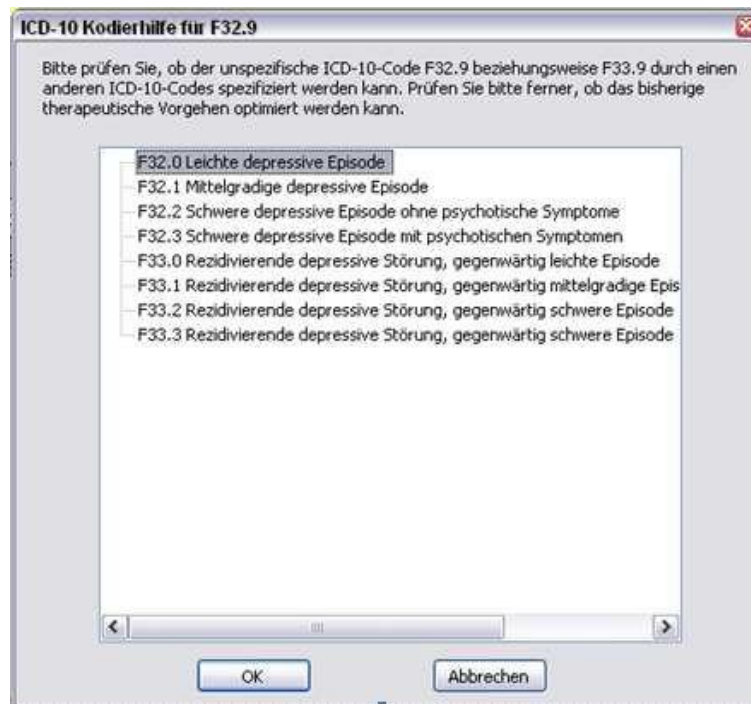 ICD-10 Kodierhilfe für F32.9
Bitte prüfen Sie, ob der unspezifische ICD-10-Code F32.9 beziehungsweise F33.9 durch einen
anderen ICD-10-Codes spezifiziert werden kann. Prüfen Sie bitte ferner, ob das bisherige
therapeutische Vorgehen optimiert werden kann.
F32.0 Leichte depressive Episode
F32.1 Mittelgradige depressive Episode
F32.2 Schwere depressive Episode ohne psychotische Symptome
F32.3 Schwere depressive Episode mit psychotischen Symptomen
F33.0 Rezidivierende depressive Störung, gegenwärtig leichte Episode
F33.1 Rezidivierende depressive Störung, gegenwärtig mittelgradige Epis
F33.2 Rezidivierende depressive Störung, gegenwärtig schwere Episode
F33.3 Rezidivierende depressive Störung, gegenwärtig schwere Episode
OK
Abbrechen